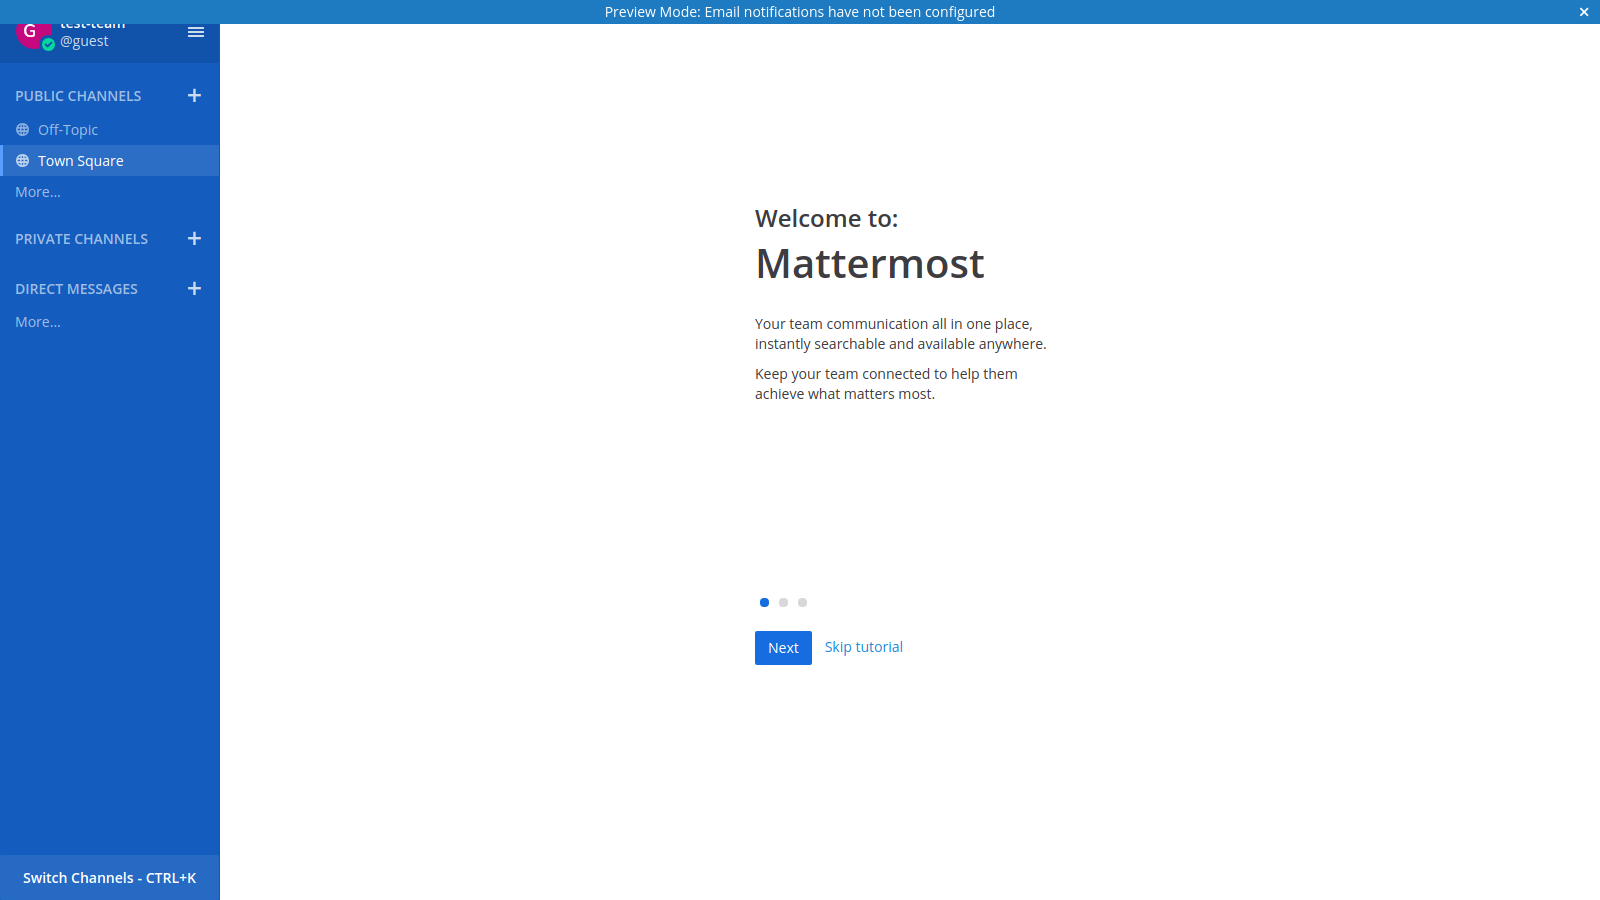 Preview Mode: Email notifications have not been configured
G
test-team
@guest
PUBLIC CHANNELS
Off-Topic
Town Square
More...
PRIVATE CHANNELS
DIRECT MESSAGES
More...
Welcome to:
Mattermost
Your team communication all in one place,
instantly searchable and available anywhere.
Keep your team connected to help them
achieve what matters most.
Next
Skip tutorial
Switch Channels - CTRL+K